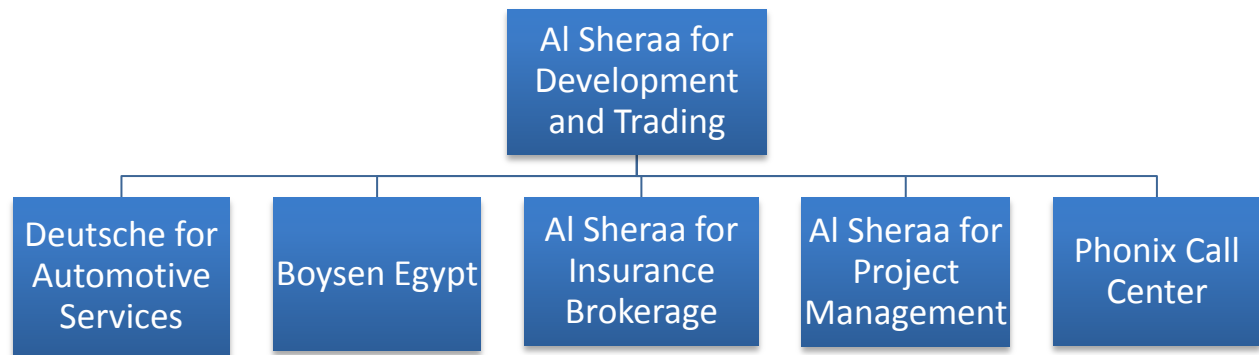 Al Sheraa for
Development
and Trading
Deutsche for
Automotive
Services
Boysen Egypt
Al Sheraa for
Insurance
Brokerage
Al Sheraa for
Project
Management
Phonix Call
Center